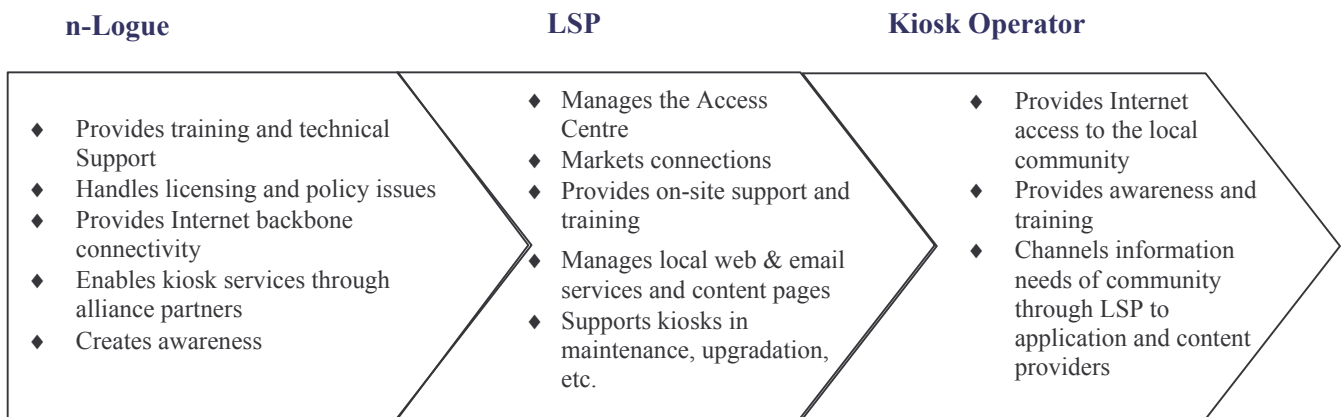 n-Logue
LSP
Kiosk Operator
♦ Provides training and technical
Support
♦ Handles licensing and policy issues
♦ Provides Internet backbone
connectivity
♦ Enables kiosk services through
alliance partners
♦ Creates awareness
♦ Manages the Access
Centre
♦ Markets connections
♦ Provides on-site support and
training
♦ Manages local web & email
services and content pages
♦ Supports kiosks in
maintenance, upgradation,
etc.
♦ Provides Internet
access to the local
community
♦ Provides awareness and
training
♦ Channels information
needs of community
through LSP to
application and content
providers